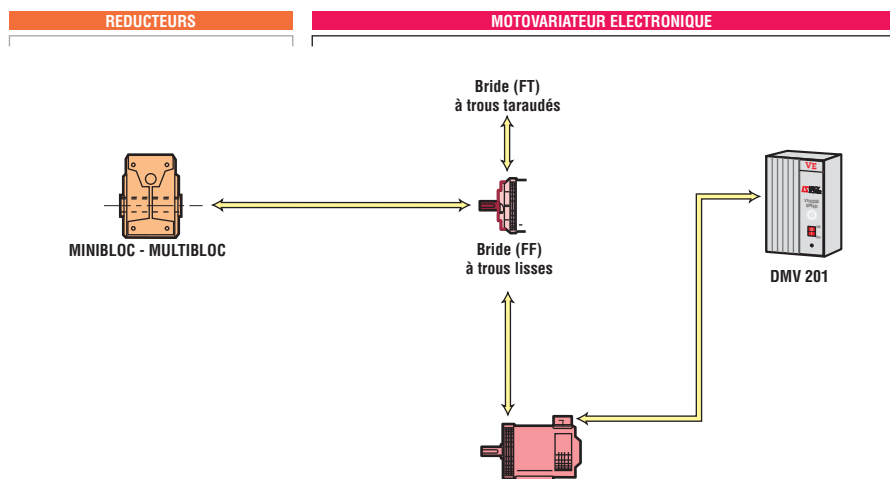 REDUCTEURS
MOTOVARIATEUR ELECTRONIQUE
Bride (FT)
à trous taraudés
VE
MINIBLOC - MULTIBLOC
Bride (FF)
à trous lisses
DMV 201